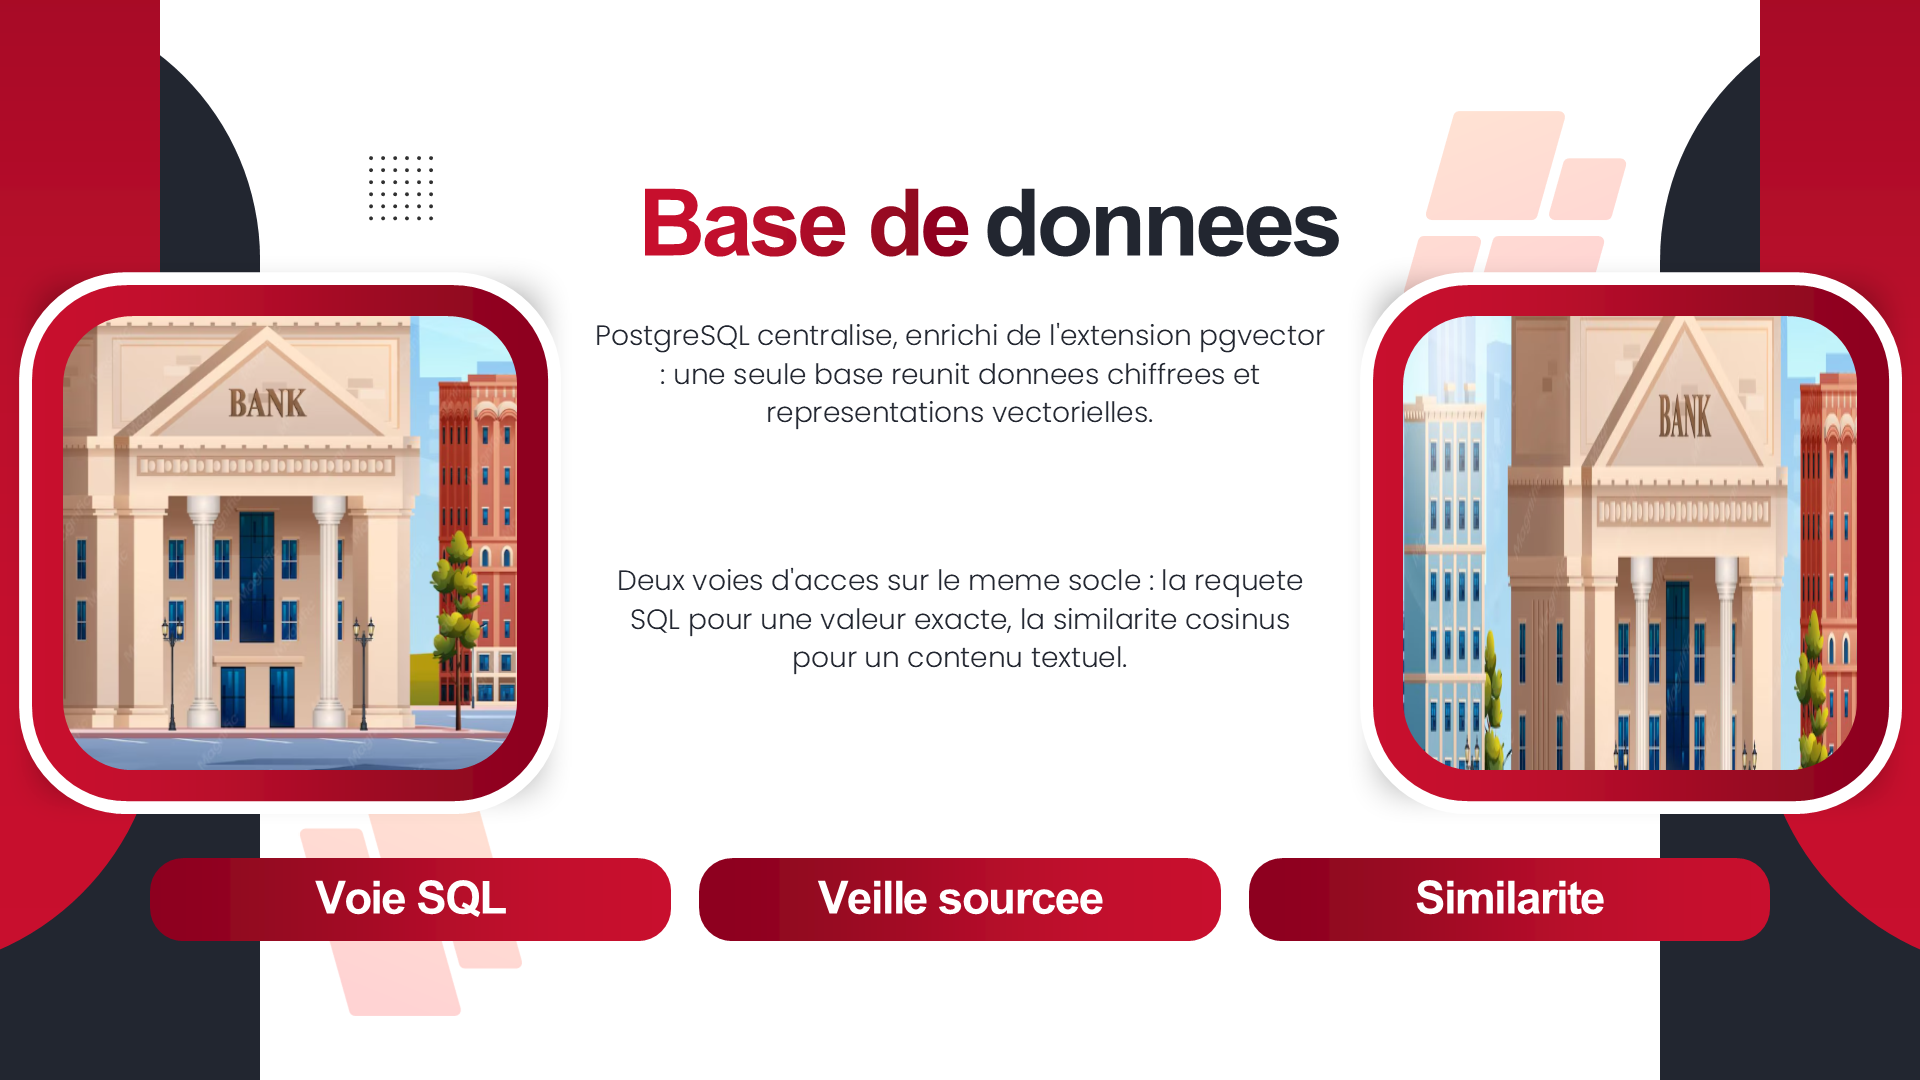 Base de donnees
BANK
BANK
PostgreSQL centralise, enrichi de l'extension pgvector
: une seule base reunit donnees chiffrees et
representations vectorielles.
Deux voies d'acces sur le meme socle : la requete
SQL pour une valeur exacte, la similarite cosinus
pour un contenu textuel.
Voie SQL
Veille sourcee
Similarite